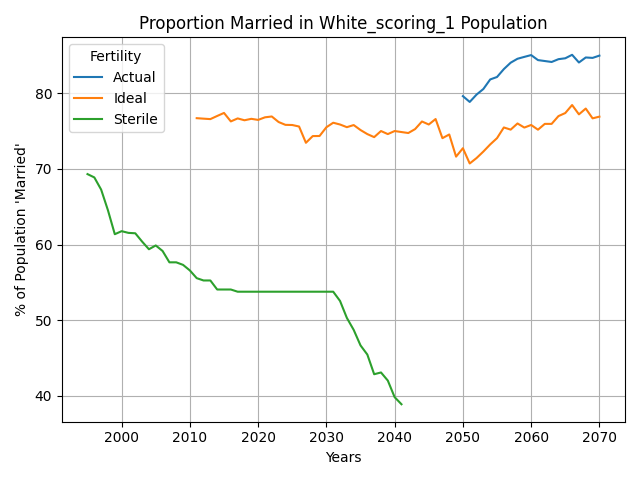 Proportion Married in White_scoring_1 Population
Fertility
Actual
Ideal
Sterile
% of Population 'Married'
80
70
60
50
40
2000 2010 2020 2030 2040 2050 2060 2070
Years